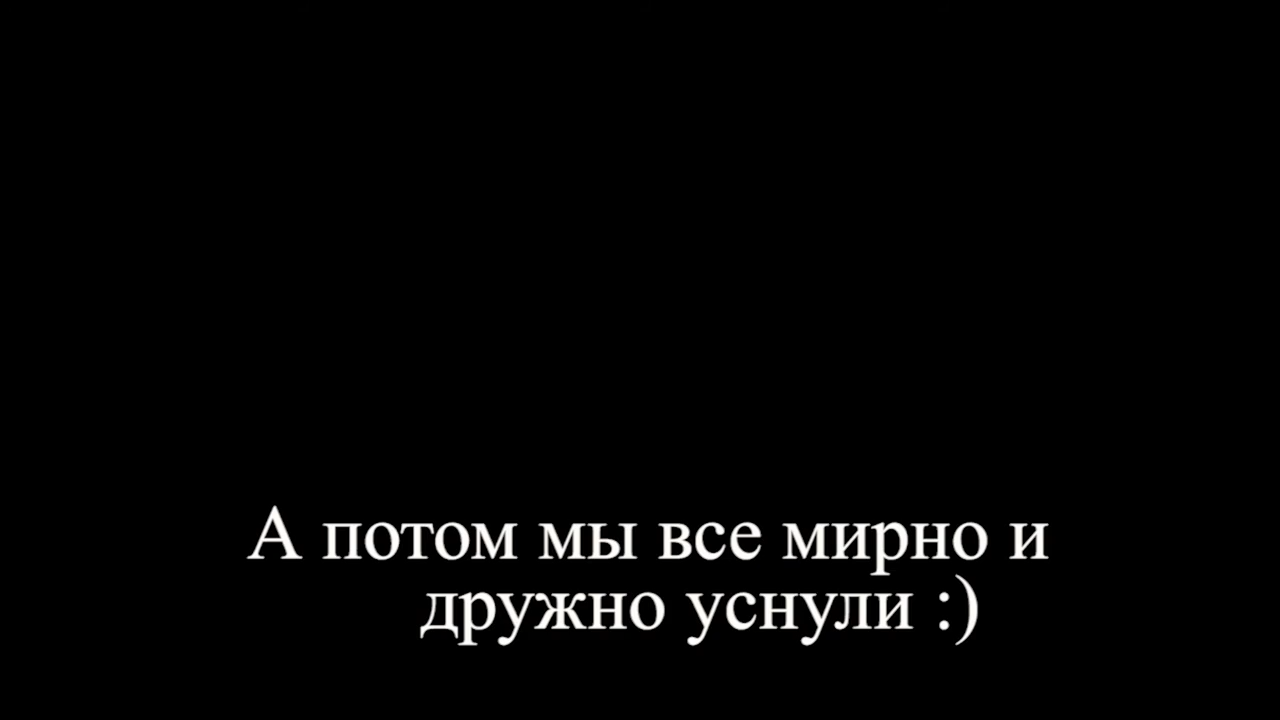 А потом мы все мирно и
дружно уснули :)